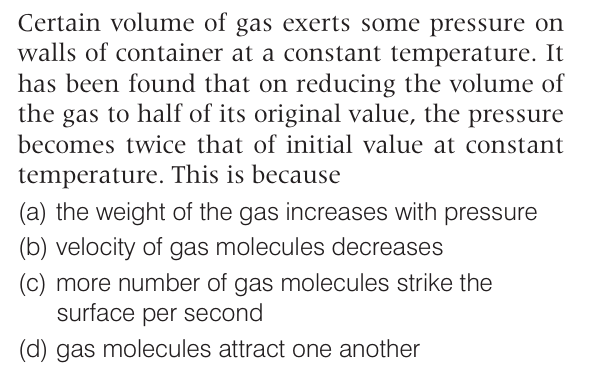 Certain volume of gas exerts some pressure on
walls of container at a constant temperature. It
has been found that on reducing the volume of
the gas to half of its original value, the pressure
becomes twice that of initial value at constant
temperature. This is because
(a) the weight of the gas increases with pressure
(b) velocity of gas molecules decreases
(c) more number of gas molecules strike the
surface per second
(d) gas molecules attract one another